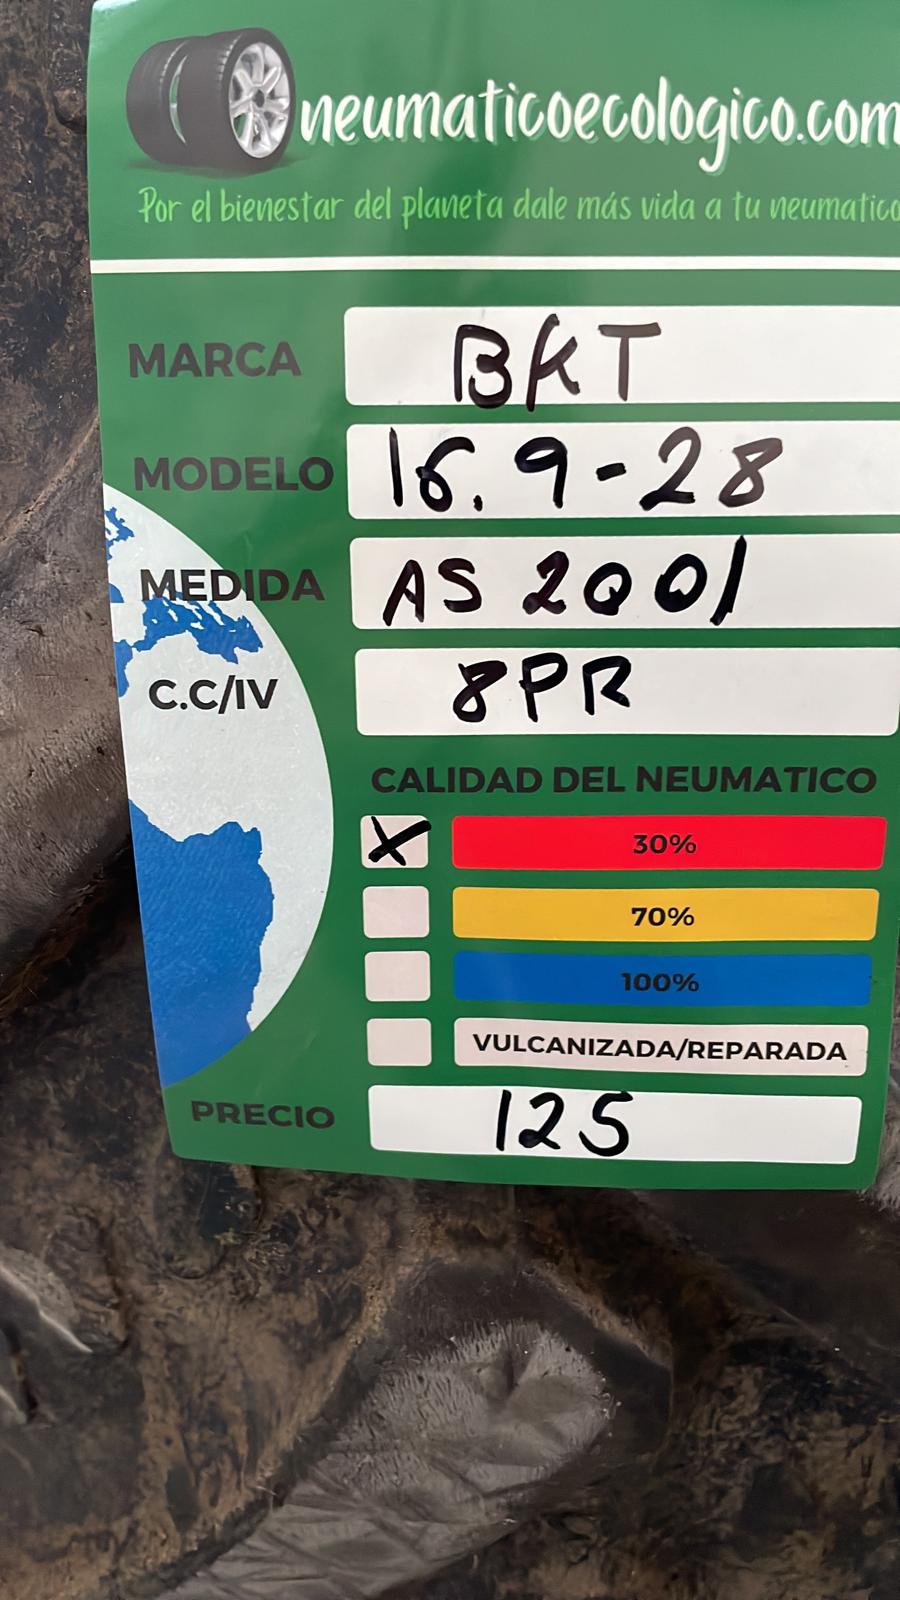 neumaticoecologico.com
Por el bienestar del planeta dale más vida a tu neumatico
MARCA BKT
MODELO 16.9-28
MEDIDA AS 2001
C.C/IV 8PR
CALIDAD DEL NEUMATICO
X 30%
70%
100%
VULCANIZADA/REPARADA
PRECIO 125